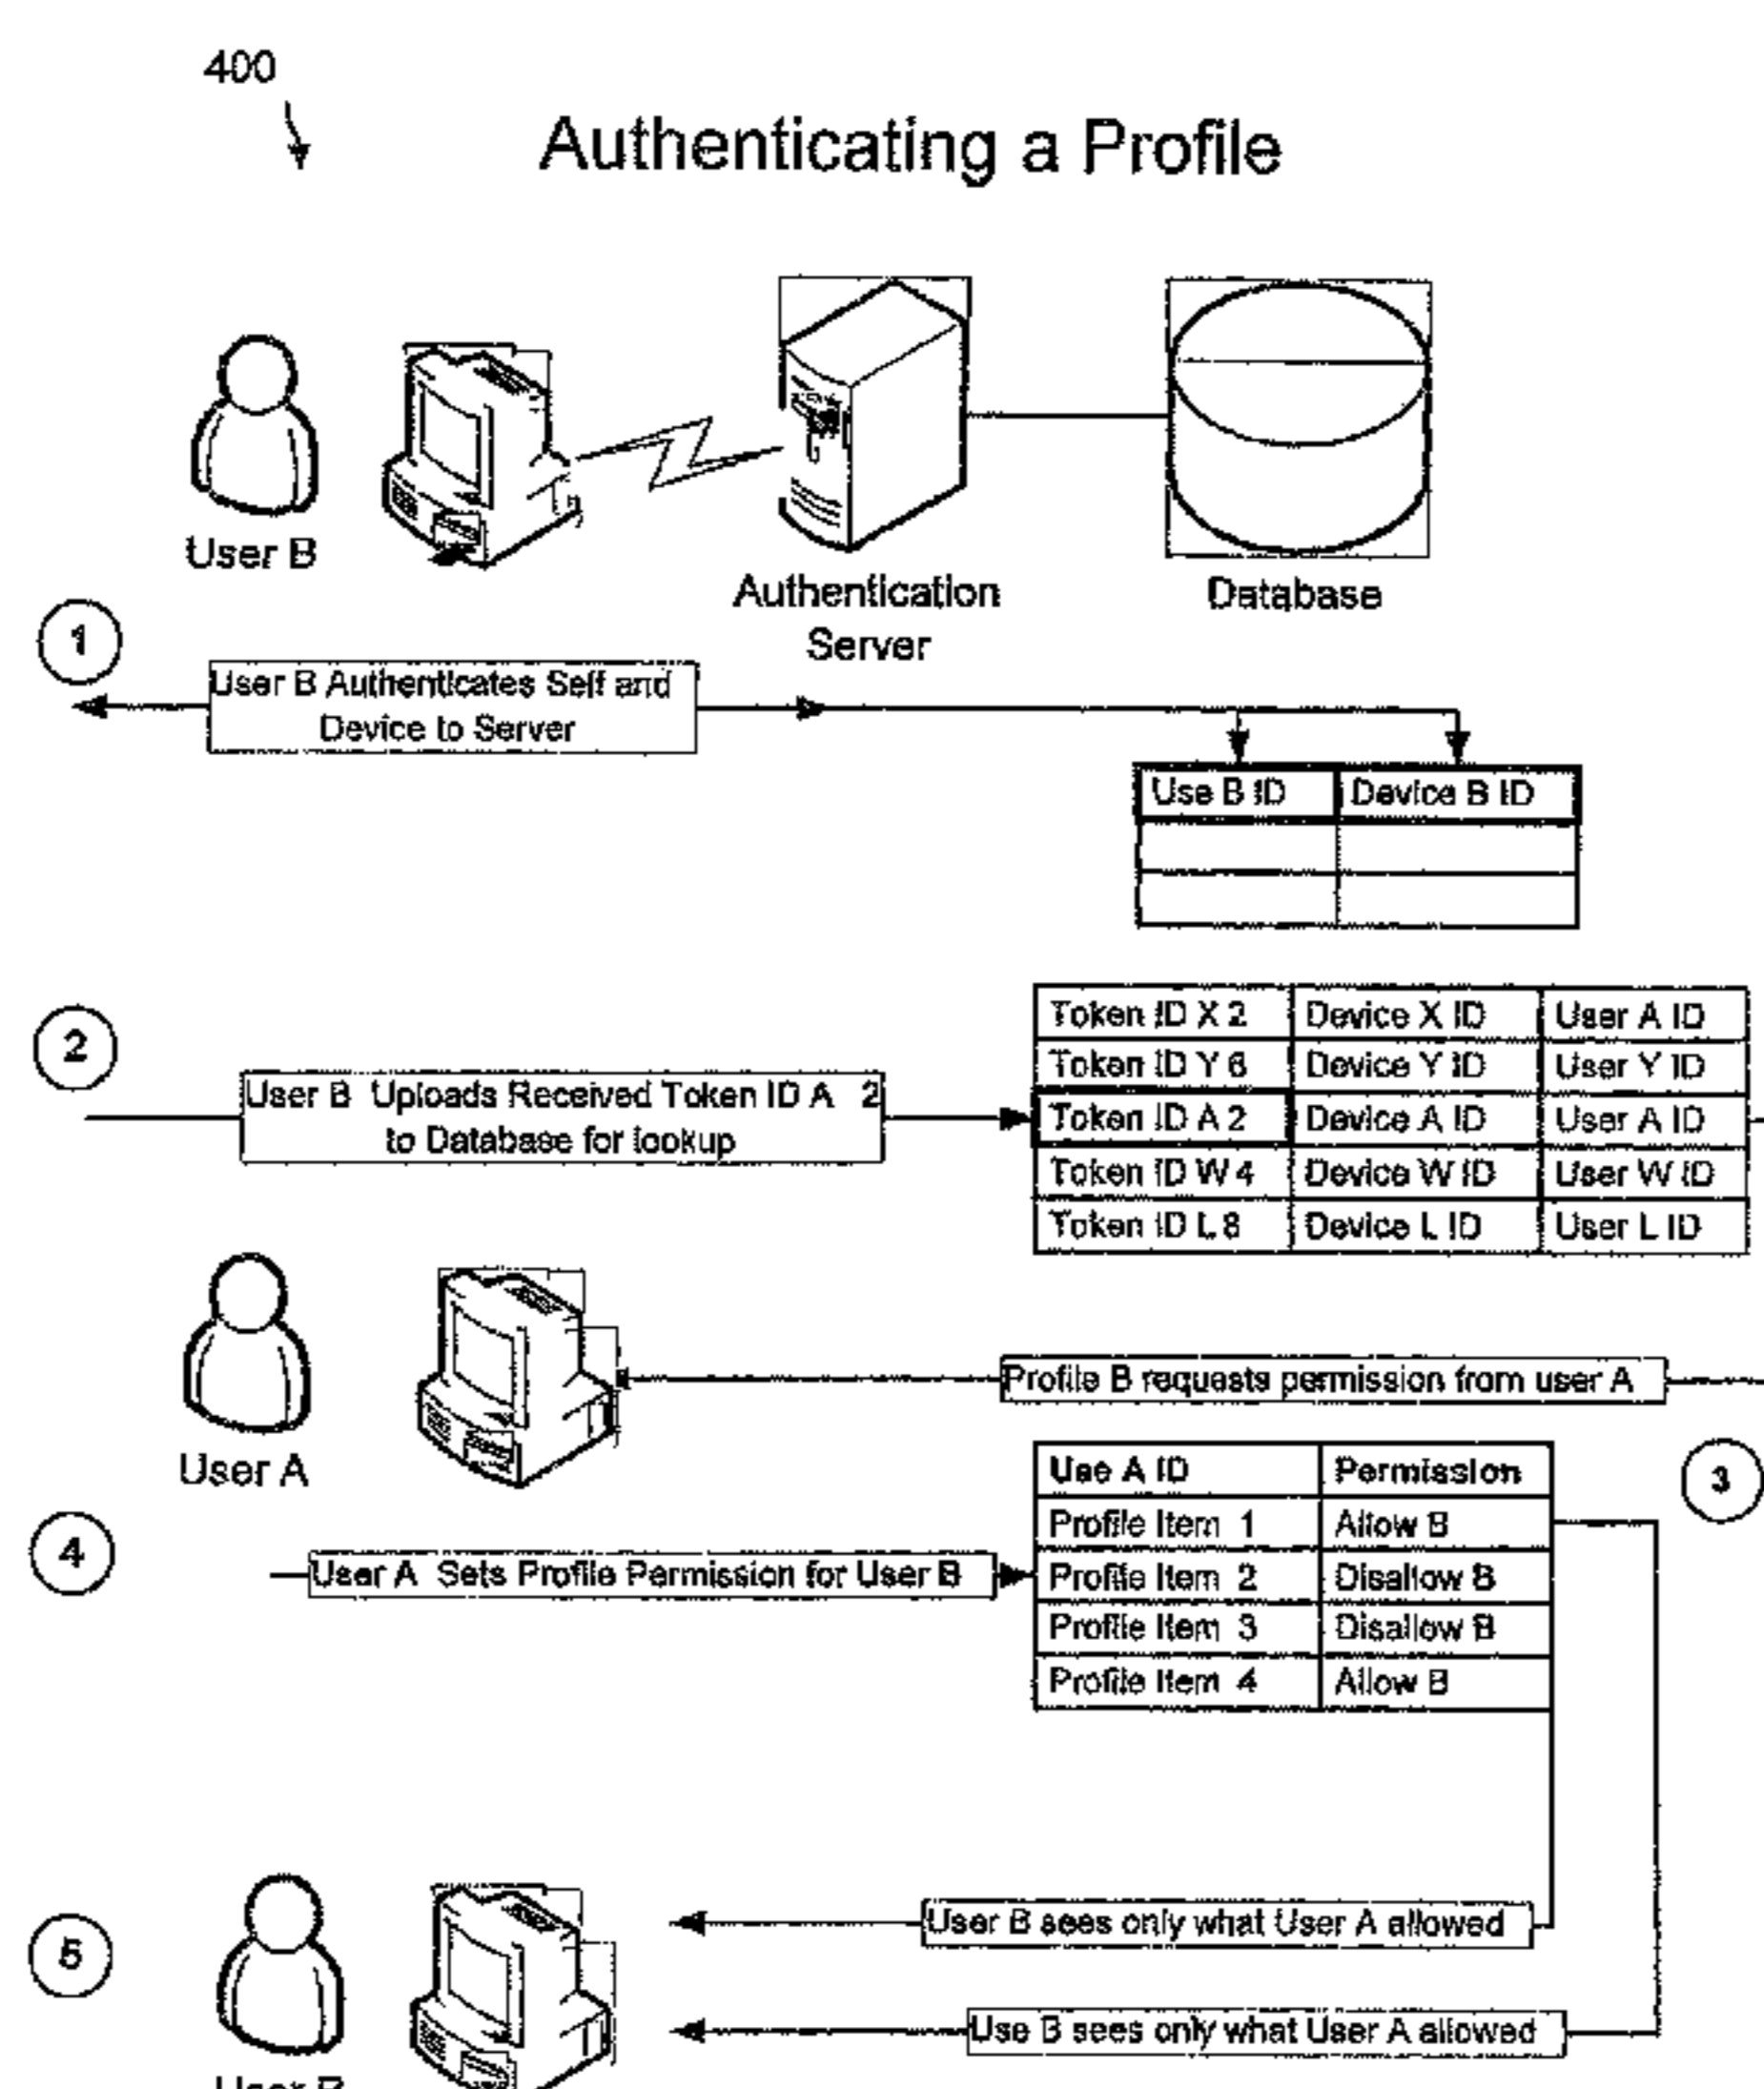 400
Authenticating a Profile
User B
Authentication
Server
Database
1
User B Authenticates Self and
Device to Server
Use B ID Device B ID
2
User B Uploads Received Token ID A 2
to Database for lookup
Token ID X 2 Device X ID User A ID
Token ID Y 6 Device Y ID User Y ID
Token ID A 2 Device A ID User A ID
Token ID W 4 Device W ID User W ID
Token ID L 8 Device L ID User L ID
User A
Profile B requests permission from user A
3
Use A ID Permission
Profile Item 1 Allow B
Profile Item 2 Disallow B
Profile Item 3 Disallow B
Profile Item 4 Allow B
4
User A Sets Profile Permission for User B
5
User B sees only what User A allowed
Use B sees only what User A allowed
User B